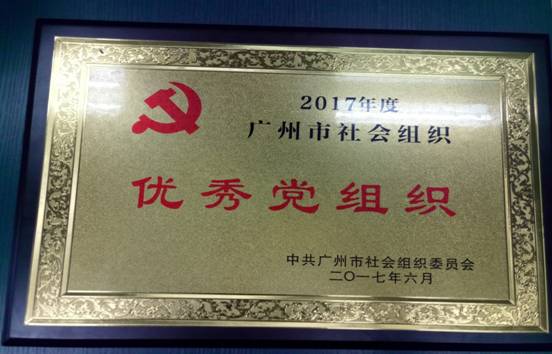 2017年度
广州市社会组织
优秀党组织
中共广州市社会组织委员会
二〇一七年六月